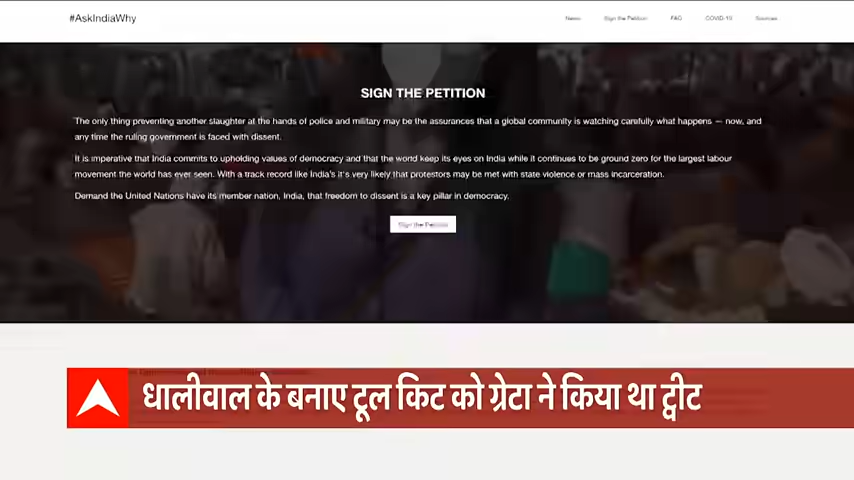 #AskIndiaWhy
News Sign the Petition FAQ COVID-19 Sources
SIGN THE PETITION
The only thing preventing another slaughter at the hands of police and military may be the assurances that a global community is watching carefully what happens — now, and
any time the ruling government is faced with dissent.
It is imperative that India commits to upholding values of democracy and that the world keep its eyes on India while it continues to be ground zero for the largest labour
movement the world has ever seen. With a track record like India's it's very likely that protestors may be met with state violence or mass incarceration.
Demand the United Nations have its member nation, India, that freedom to dissent is a key pillar in democracy.
Sign the Petition
धालीवाल के बनाए टूल किट को ग्रेटा ने किया था ट्वीट